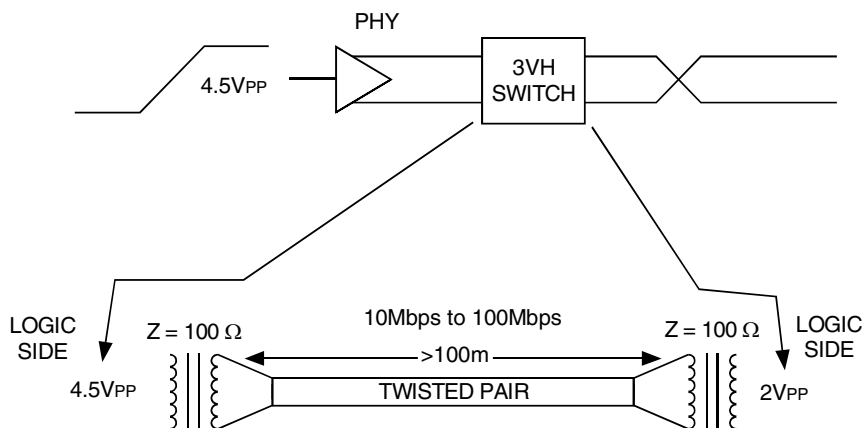 PHY
4.5VPP
3VH
SWITCH
LOGIC
SIDE
Z = 100 Ω
10Mbps to 100Mbps
Z = 100 Ω
LOGIC
SIDE
>100m
4.5VPP
TWISTED PAIR
2VPP